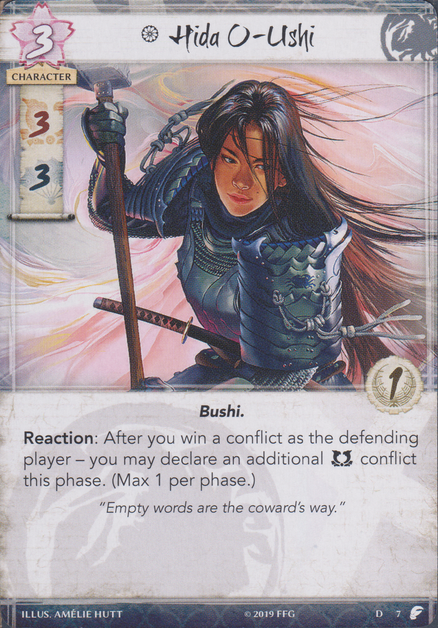 3
Hida O-Ushi
CHARACTER
3
3
1
Bushi.
Reaction: After you win a conflict as the defending
player – you may declare an additional conflict
this phase. (Max 1 per phase.)
“Empty words are the coward’s way.”
ILLUS. AMÉLIE HUTT © 2019 FFG D 7